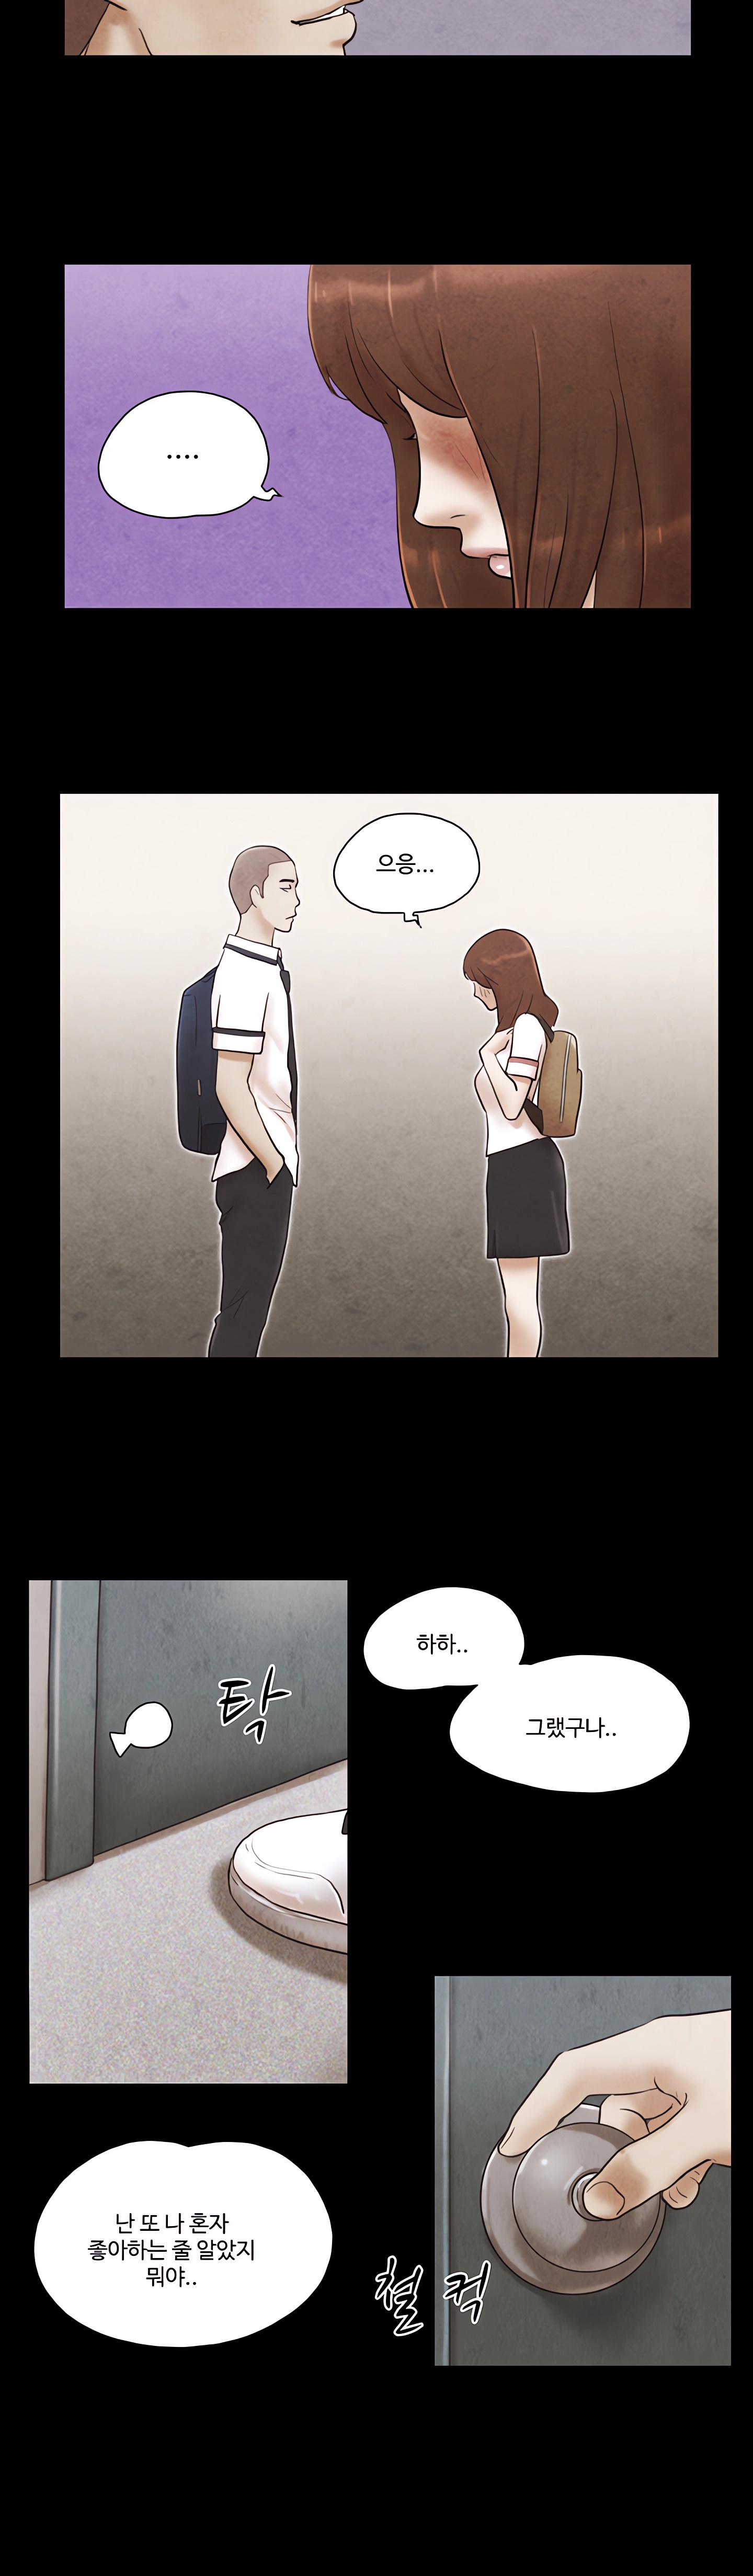 ....
으응...
하하..
탁
그랬구나..
난 또 나 혼자
좋아하는 줄 알았지
뭐야..
철컥